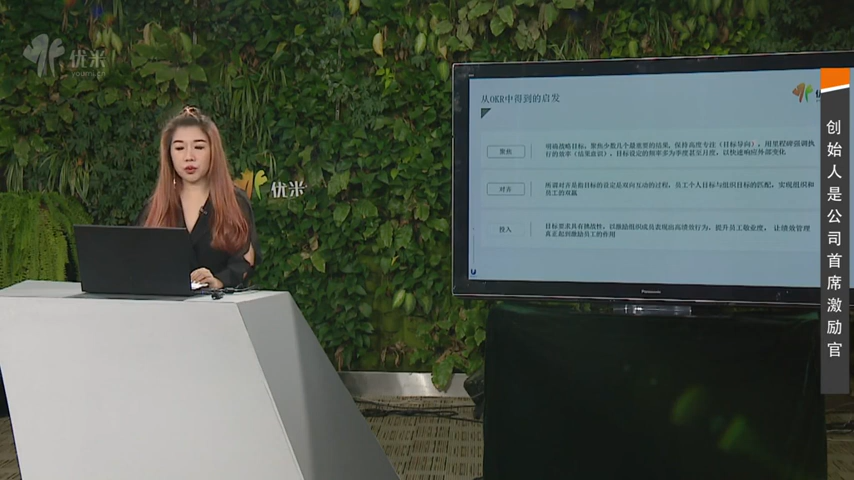 优米
youmi.cn
优米
从OKR中得到的启发
聚焦
明确战略目标，聚焦少数几个最重要的结果，保持高度专注（目标导向），用里程碑强调执
行的效率（结果意识），目标设定的频率多为季度甚至月度，以快速响应外部变化
对齐
所谓对齐是指目标的设定是双向互动的过程，员工个人目标与组织目标的匹配，实现组织和
员工的双赢
投入
目标要求具有挑战性，以激励组织成员表现出高绩效行为，提升员工敬业度，让绩效管理
真正起到激励员工的作用
Panasonic
创始人是公司首席激励官